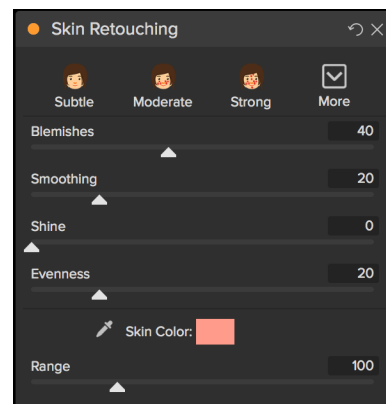 Skin Retouching
Subtle Moderate Strong More
Blemishes 40
Smoothing 20
Shine 0
Evenness 20
Skin Color:
Range 100